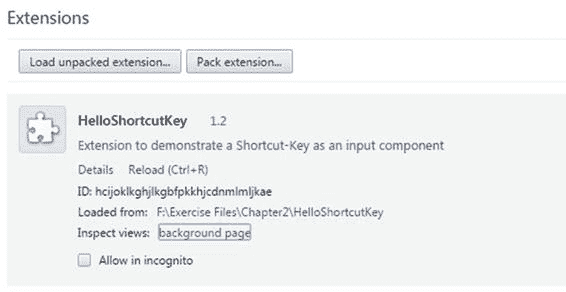 Extensions
Load unpacked extension... Pack extension...
HelloShortcutKey 1.2
Extension to demonstrate a Shortcut-Key as an input component
Details Reload (Ctrl+R)
ID: hcijoklkghjlkgbfpkkhjcdnmlmljkae
Loaded from: F:\Exercise Files\Chapter2\HelloShortcutKey
Inspect views: background page
Allow in incognito